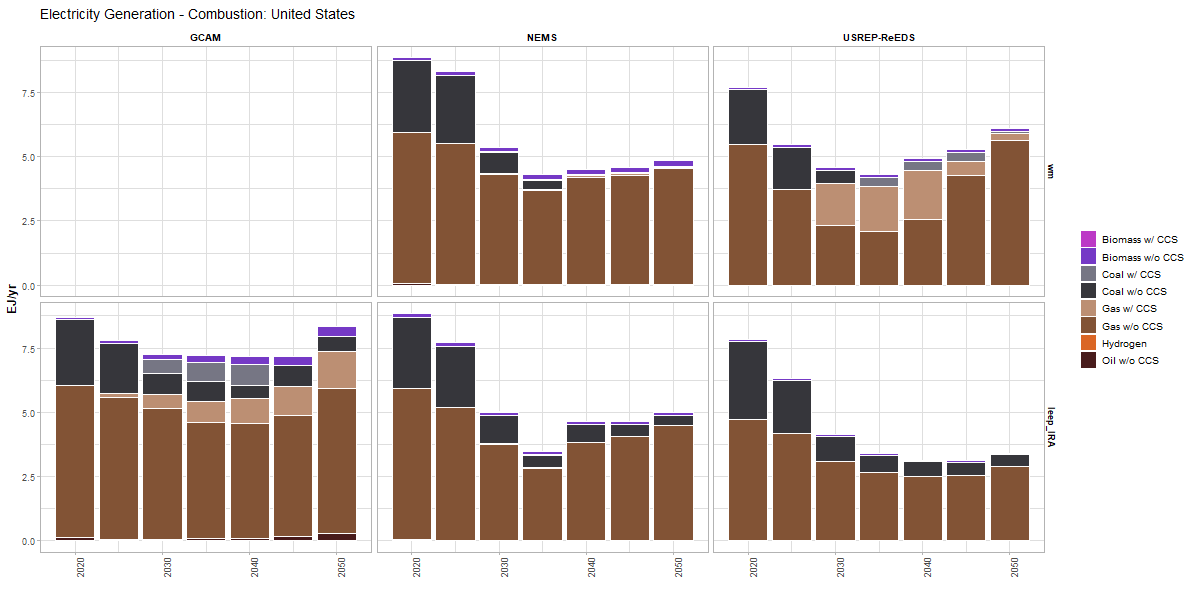 Electricity Generation - Combustion: United States
GCAM
NEMS
USREP-ReEDS
EJ/yr
7.5
5.0
2.5
0.0
wm
7.5
5.0
2.5
0.0
leep_IRA
2020
2030
2040
2050
2020
2030
2040
2050
2020
2030
2040
2050
Biomass w/ CCS
Biomass w/o CCS
Coal w/ CCS
Coal w/o CCS
Gas w/ CCS
Gas w/o CCS
Hydrogen
Oil w/o CCS